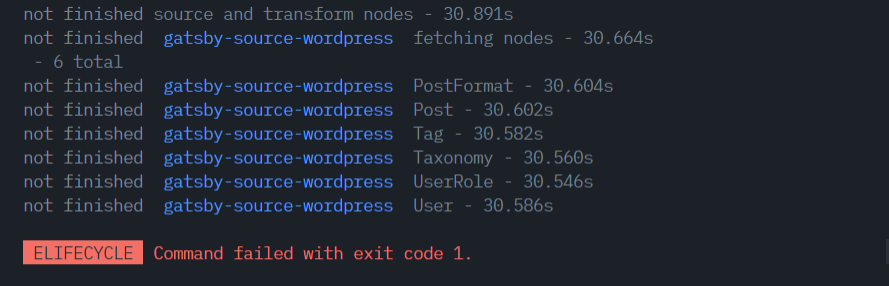 not finished source and transform nodes - 30.891s
not finished  gatsby-source-wordpress  fetching nodes - 30.664s
 - 6 total
not finished  gatsby-source-wordpress  PostFormat - 30.604s
not finished  gatsby-source-wordpress  Post - 30.602s
not finished  gatsby-source-wordpress  Tag - 30.582s
not finished  gatsby-source-wordpress  Taxonomy - 30.560s
not finished  gatsby-source-wordpress  UserRole - 30.546s
not finished  gatsby-source-wordpress  User - 30.586s
 ELIFECYCLE  Command failed with exit code 1.